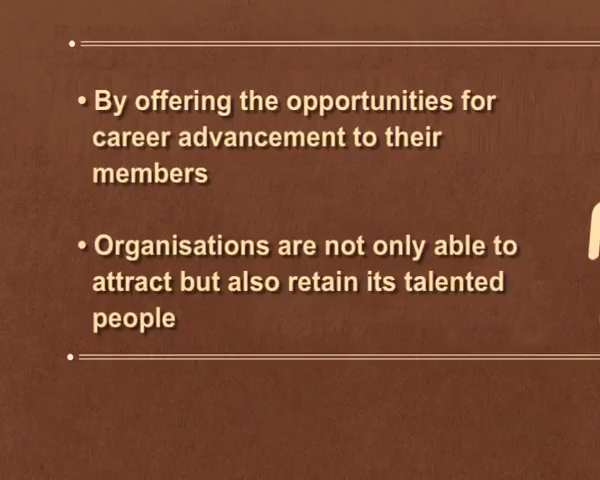 • By offering the opportunities for
career advancement to their
members
• Organisations are not only able to
attract but also retain its talented
people